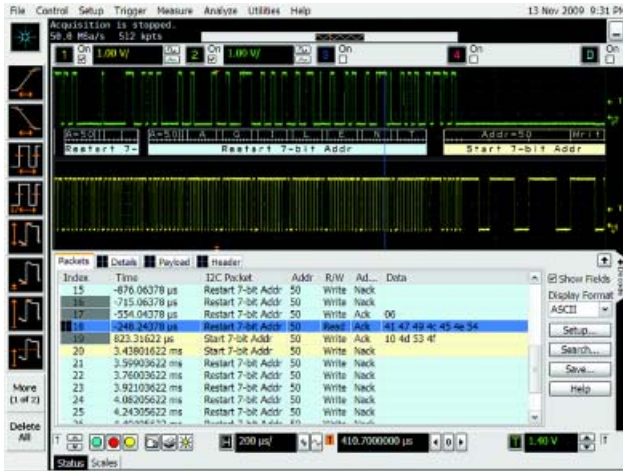 File Control Setup Trigger Measure Analyze Utilities Help 13 Nov 2009 9:31 PM
Acquisition is stopped.
50.0 MSa/s 512 kpts
1 On 1.00 V/ 2 On 1.00 V/ 3 On 4 On D On
A=50 A=50 A G I L E N T Addr=50 Writ
Restart 7- Restart 7-bit Addr Start 7-bit Addr
Packets Details Payload Header
Index Time I2C Packet Addr R/W Ad... Data
15 -876.06378 µs Restart 7-bit Addr 50 Write Nack
16 -715.06378 µs Restart 7-bit Addr 50 Write Nack
17 -554.04378 µs Restart 7-bit Addr 50 Write Ack 06
18 -248.24378 µs Restart 7-bit Addr 50 Read Ack 41 47 49 4c 45 4e 54
19 823.31622 µs Start 7-bit Addr 50 Write Ack 10 4d 53 4f
20 3.43801622 ms Start 7-bit Addr 50 Write Nack
21 3.59903622 ms Restart 7-bit Addr 50 Write Nack
22 3.76003622 ms Restart 7-bit Addr 50 Write Nack
23 3.92103622 ms Restart 7-bit Addr 50 Write Nack
24 4.08205622 ms Restart 7-bit Addr 50 Write Nack
25 4.24305622 ms Restart 7-bit Addr 50 Write Nack
Show Fields
Display Format
ASCII
Setup...
Search...
Save...
Help
Decode
More
(1 of 2)
Delete
All
H 200 µs/ 410.7000000 µs 0 T 1.40 V
Status Scales